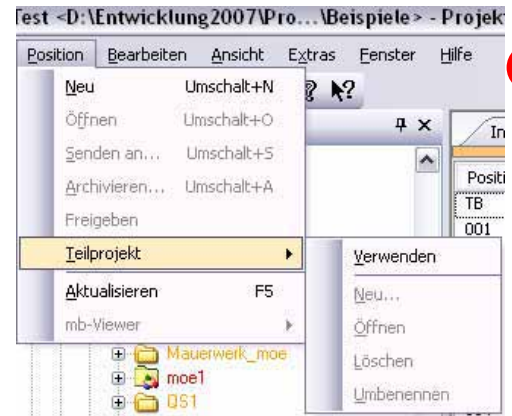 Test <D:\Entwicklung2007\Pro...\Beispiele> - Projekt
Position Bearbeiten Ansicht Extras Fenster Hilfe
Neu Umschalt+N
Öffnen Umschalt+O
Senden an... Umschalt+S
Archivieren... Umschalt+A
Freigeben
Teilprojekt
Aktualisieren F5
mb-Viewer
Verwenden
Neu...
Öffnen
Löschen
Umbenennen
In
Positi
TB
001
Mauerwerk_moe
moe1
QS1